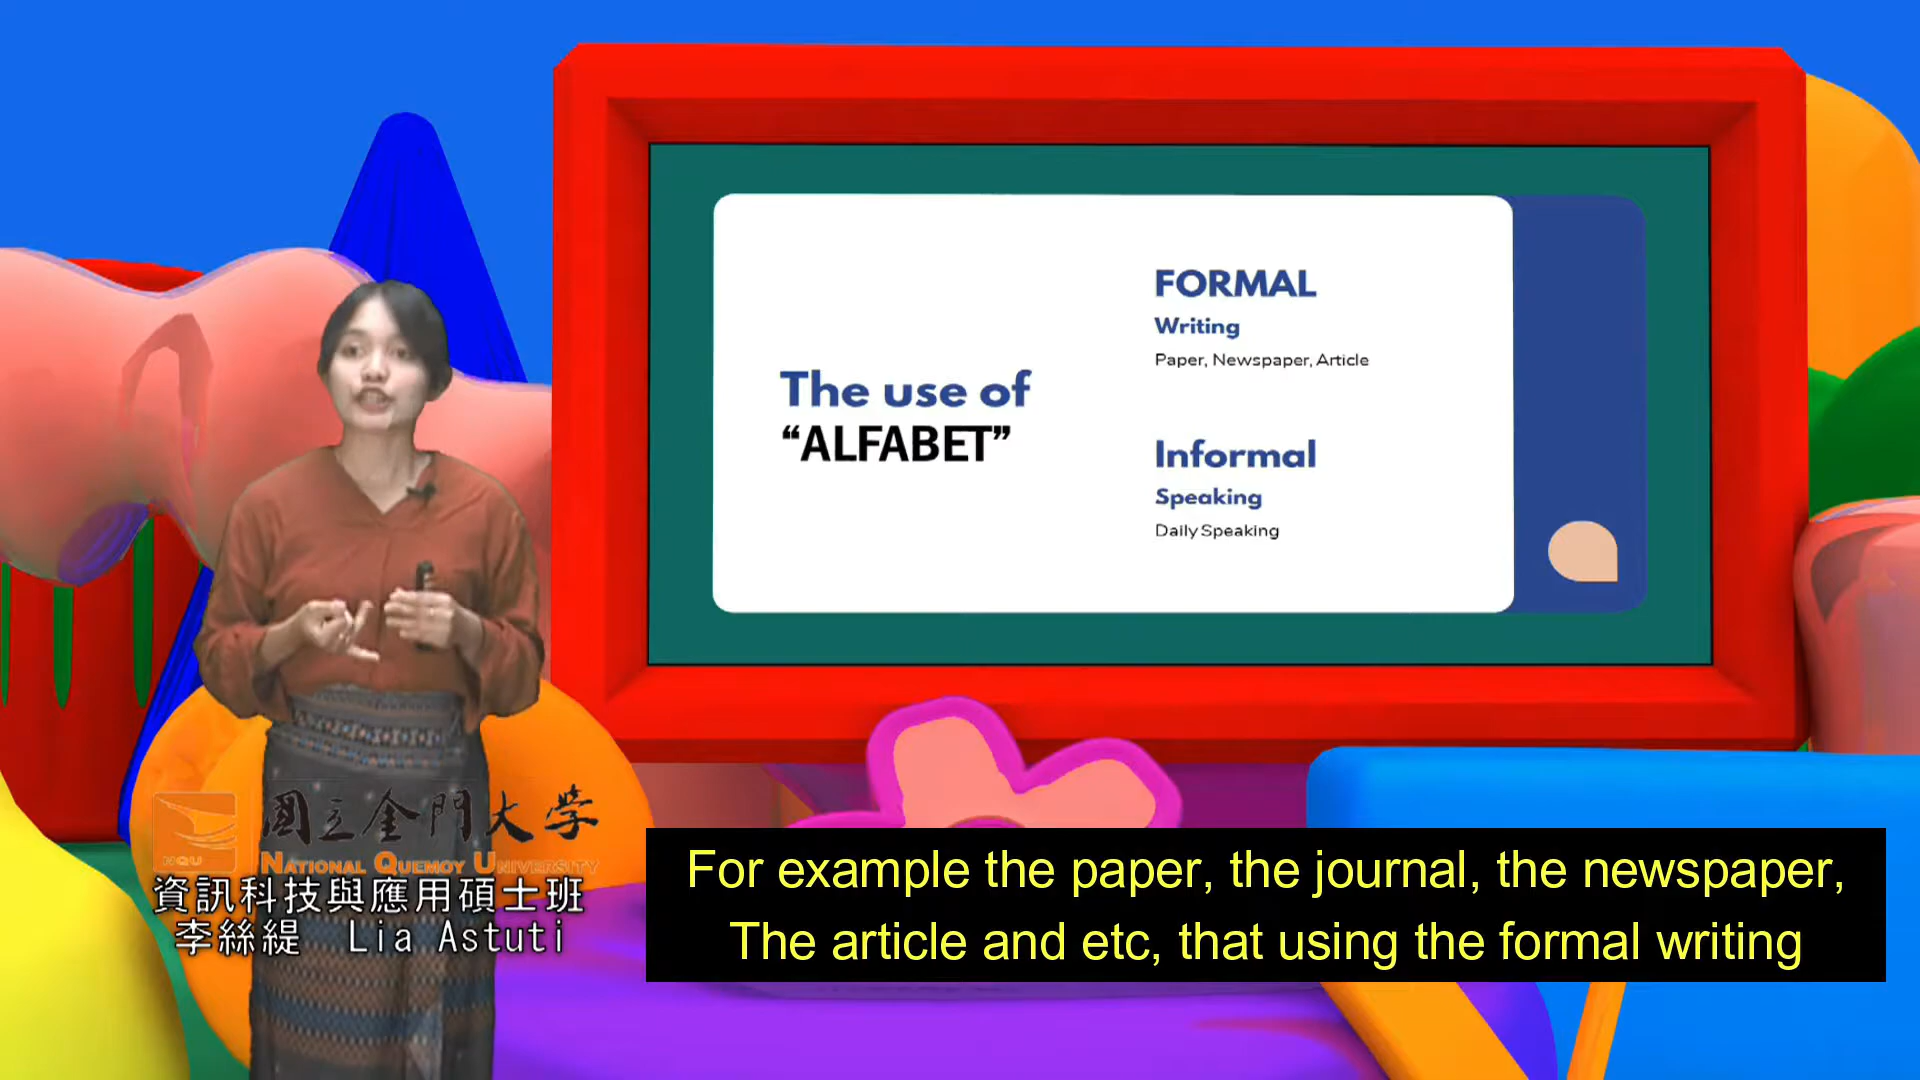 The use of
“ALFABET”
FORMAL
Writing
Paper, Newspaper, Article
Informal
Speaking
Daily Speaking
NQU
國立金門大學
NATIONAL QUEMOY UNIVERSITY
資訊科技與應用碩士班
李絲緹 Lia Astuti
For example the paper, the journal, the newspaper,
The article and etc, that using the formal writing